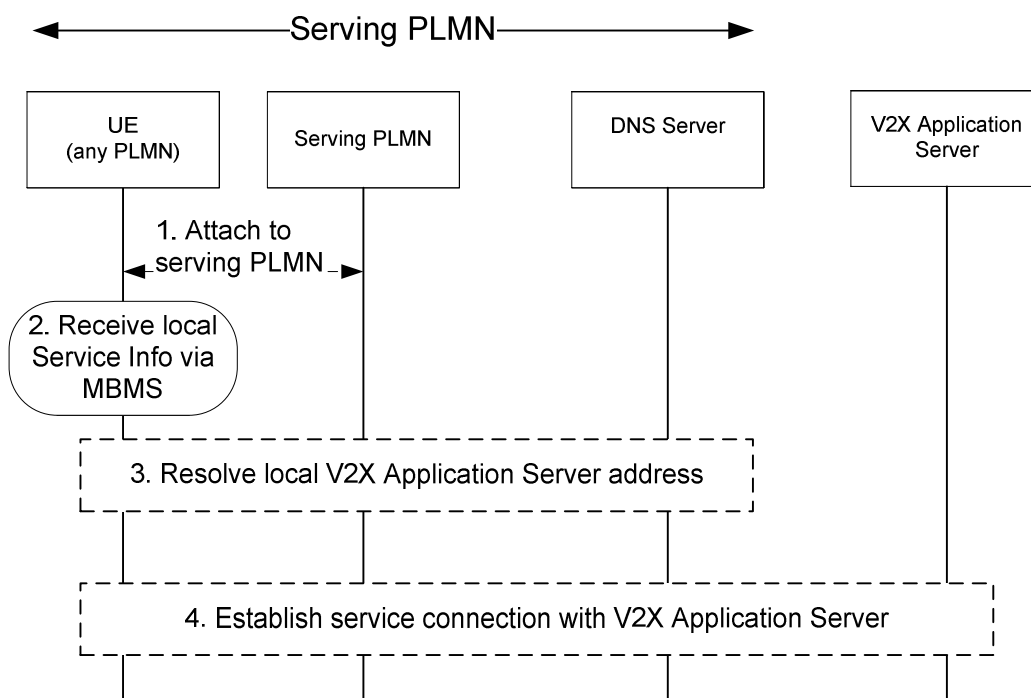 Serving PLMN
UE
(any PLMN)
Serving PLMN
DNS Server
V2X Application
Server
1. Attach to
serving PLMN
2. Receive local
Service Info via
MBMS
3. Resolve local V2X Application Server address
4. Establish service connection with V2X Application Server